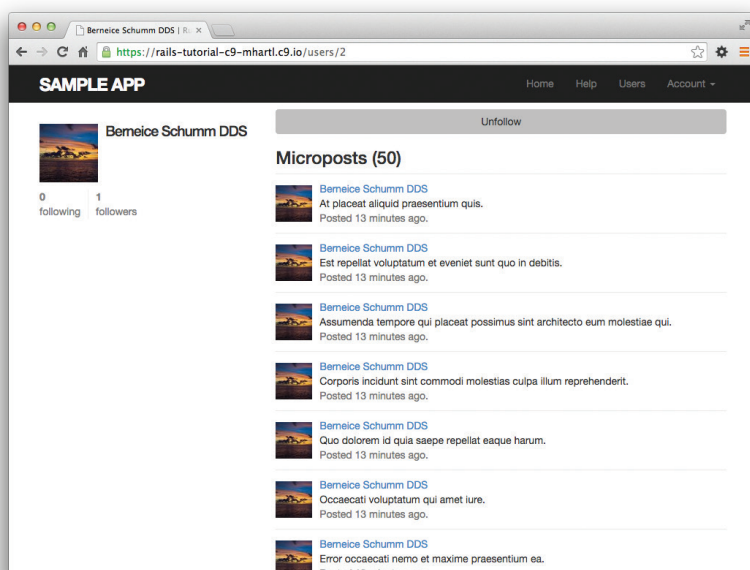 Berneice Schumm DDS | Ra
https://rails-tutorial-c9-mhartl.c9.io/users/2
SAMPLE APP
Home Help Users Account
Berneice Schumm DDS
0 1
following followers
Unfollow
Microposts (50)
Berneice Schumm DDS
At placeat aliquid praesentium quis.
Posted 13 minutes ago.
Berneice Schumm DDS
Est repellat voluptatum et eveniet sunt quo in debitis.
Posted 13 minutes ago.
Berneice Schumm DDS
Assumenda tempore qui placeat possimus sint architecto eum molestiae qui.
Posted 13 minutes ago.
Berneice Schumm DDS
Corporis incidunt sint commodi molestias culpa illum reprehenderit.
Posted 13 minutes ago.
Berneice Schumm DDS
Quo dolorem id quia saepe repellat eaque harum.
Posted 13 minutes ago.
Berneice Schumm DDS
Occaecati voluptatum qui amet iure.
Posted 13 minutes ago.
Berneice Schumm DDS
Error occaecati nemo et maxime praesentium ea.